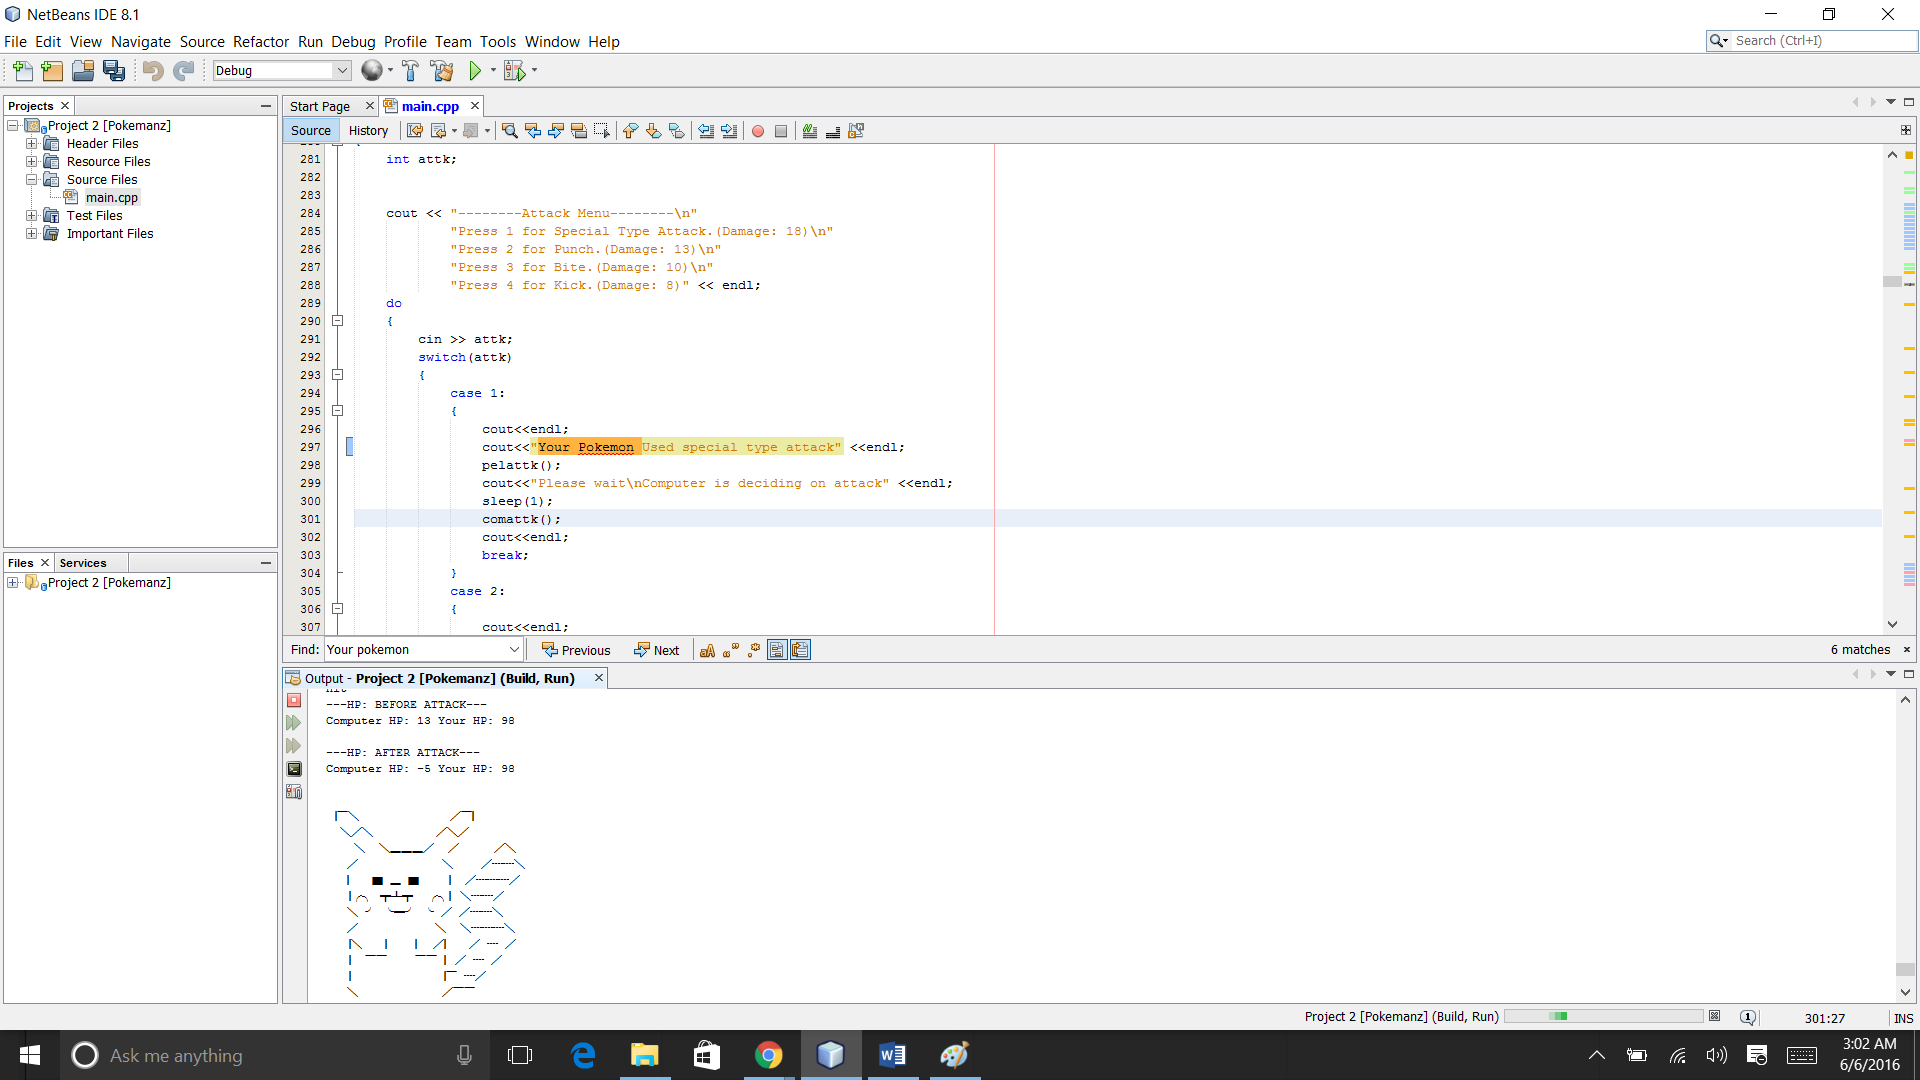 NetBeans IDE 8.1
File Edit View Navigate Source Refactor Run Debug Profile Team Tools Window Help
Search (Ctrl+I)
Debug
Projects
Start Page main.cpp
Project 2 [Pokemanz]
Header Files
Resource Files
Source Files
main.cpp
Test Files
Important Files
Source History
281 int attk;
282
283
284 cout << "--------Attack Menu--------\n"
285 "Press 1 for Special Type Attack.(Damage: 18)\n"
286 "Press 2 for Punch.(Damage: 13)\n"
287 "Press 3 for Bite.(Damage: 10)\n"
288 "Press 4 for Kick.(Damage: 8)" << endl;
289 do
290 {
291 cin >> attk;
292 switch(attk)
293 {
294 case 1:
295 {
296 cout<<endl;
297 cout<<"Your Pokemon Used special type attack" <<endl;
298 pelattk();
299 cout<<"Please wait\nComputer is deciding on attack" <<endl;
300 sleep(1);
301 comattk();
302 cout<<endl;
303 break;
304 }
305 case 2:
306 {
307 cout<<endl;
Files Services
Project 2 [Pokemanz]
Find: Your pokemon Previous Next 6 matches
Output - Project 2 [Pokemanz] (Build, Run)
---HP: BEFORE ATTACK---
Computer HP: 13 Your HP: 98
---HP: AFTER ATTACK---
Computer HP: -5 Your HP: 98
Project 2 [Pokemanz] (Build, Run)
301:27 INS
Ask me anything
3:02 AM
6/6/2016